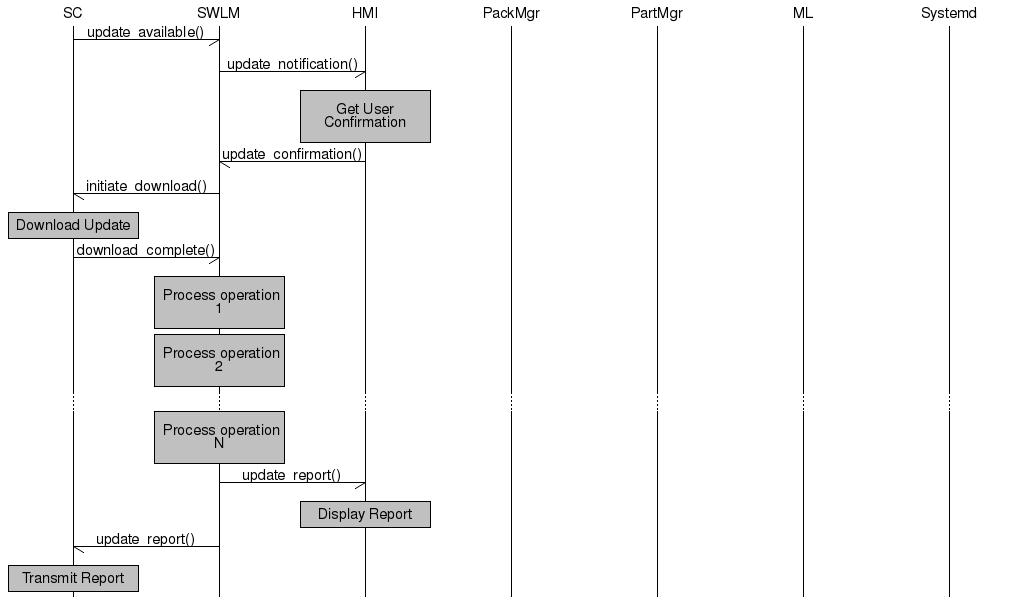 SC SWLM HMI PackMgr PartMgr ML Systemd
update_available()
update_notification()
Get User
Confirmation
update_confirmation()
initiate_download()
Download Update
download_complete()
Process operation
1
Process operation
2
Process operation
N
update_report()
Display Report
update_report()
Transmit Report